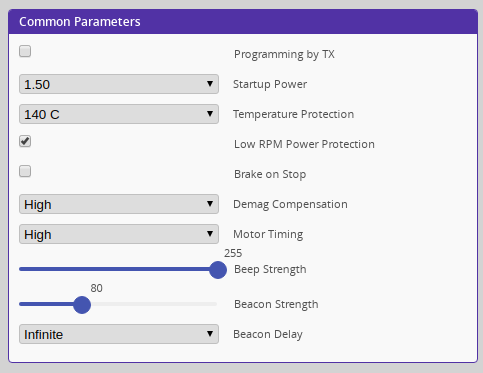 Common Parameters
Programming by TX
1.50 Startup Power
140 C Temperature Protection
Low RPM Power Protection
Brake on Stop
High Demag Compensation
High Motor Timing
255
Beep Strength
80
Beacon Strength
Infinite Beacon Delay